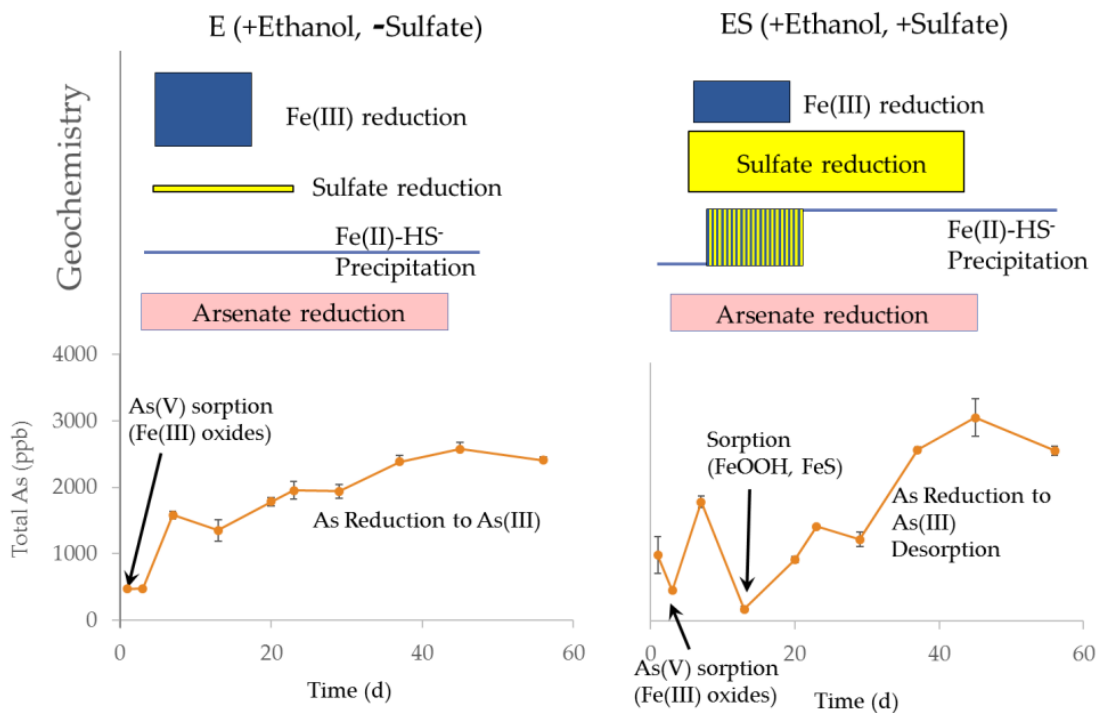 E (+Ethanol, -Sulfate)
ES (+Ethanol, +Sulfate)
Geochemistry
Fe(III) reduction
Sulfate reduction
Fe(II)-HS-
Precipitation
Arsenate reduction
Fe(III) reduction
Sulfate reduction
Fe(II)-HS-
Precipitation
Arsenate reduction
Total As (ppb)
4000
3000
2000
1000
0
As(V) sorption
(Fe(III) oxides)
As Reduction to As(III)
0
20
40
60
Time (d)
Sorption
(FeOOH, FeS)
As Reduction to
As(III)
Desorption
0
20
40
60
As(V) sorption
(Fe(III) oxides)
Time (d)